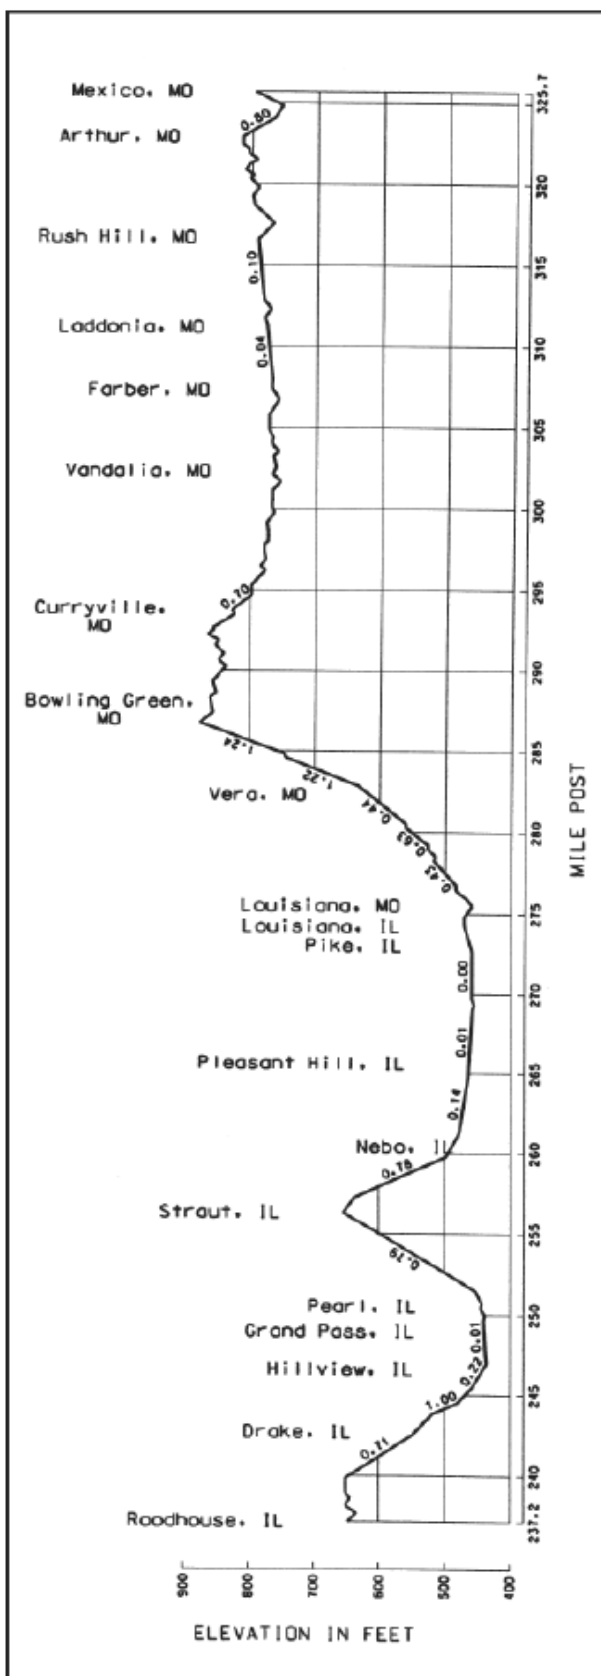 Mexico, MO
Arthur, MO
Rush Hill, MO
Laddonia, MO
Farber, MO
Vandalia, MO
Curryville,
MO
Bowling Green,
MO
Vera, MO
Louisiana, MO
Louisiana, IL
Pike, IL
Pleasant Hill, IL
Nebo, IL
Straut, IL
Pearl, IL
Grand Pass, IL
Hillview, IL
Drake, IL
Roodhouse, IL
0.80
0.10
0.04
0.70
1.24
1.22
0.44
0.63
0.43
0.00
0.01
0.14
0.78
0.79
0.01
0.22
1.00
0.71
325.7
320
315
310
305
300
295
290
285
280
275
270
265
260
255
250
245
240
237.2
MILE POST
900
800
700
600
500
400
ELEVATION IN FEET